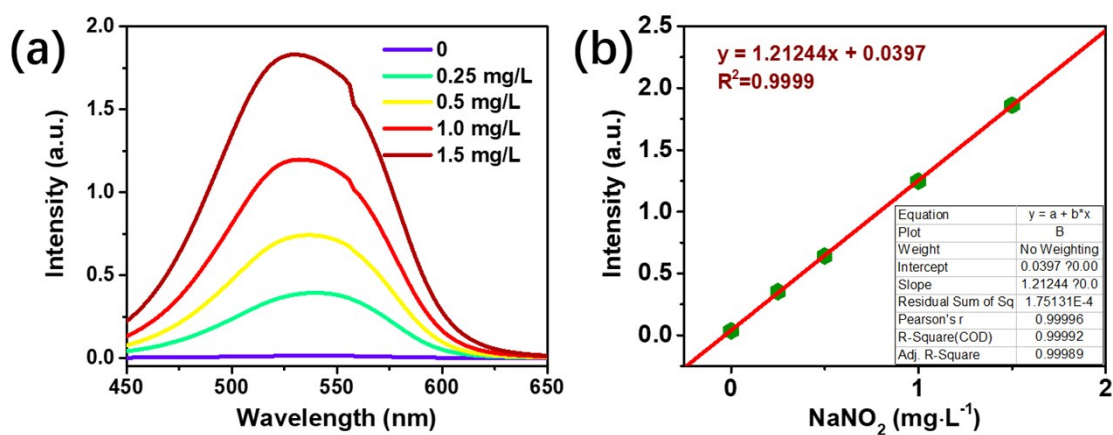 (a)
2.0
1.5
1.0
0.5
0.0
Intensity (a.u.)
0
0.25 mg/L
0.5 mg/L
1.0 mg/L
1.5 mg/L
450 500 550 600 650
Wavelength (nm)
(b)
2.5
2.0
1.5
1.0
0.5
0.0
Intensity (a.u.)
y = 1.21244x + 0.0397
R²=0.9999
Equation y = a + b*x
Plot B
Weight No Weighting
Intercept 0.0397 ?0.00
Slope 1.21244 ?0.0
Residual Sum of Sq 1.75131E-4
Pearson's r 0.99996
R-Square(COD) 0.99992
Adj. R-Square 0.99989
0 1 2
NaNO₂ (mg·L⁻¹)